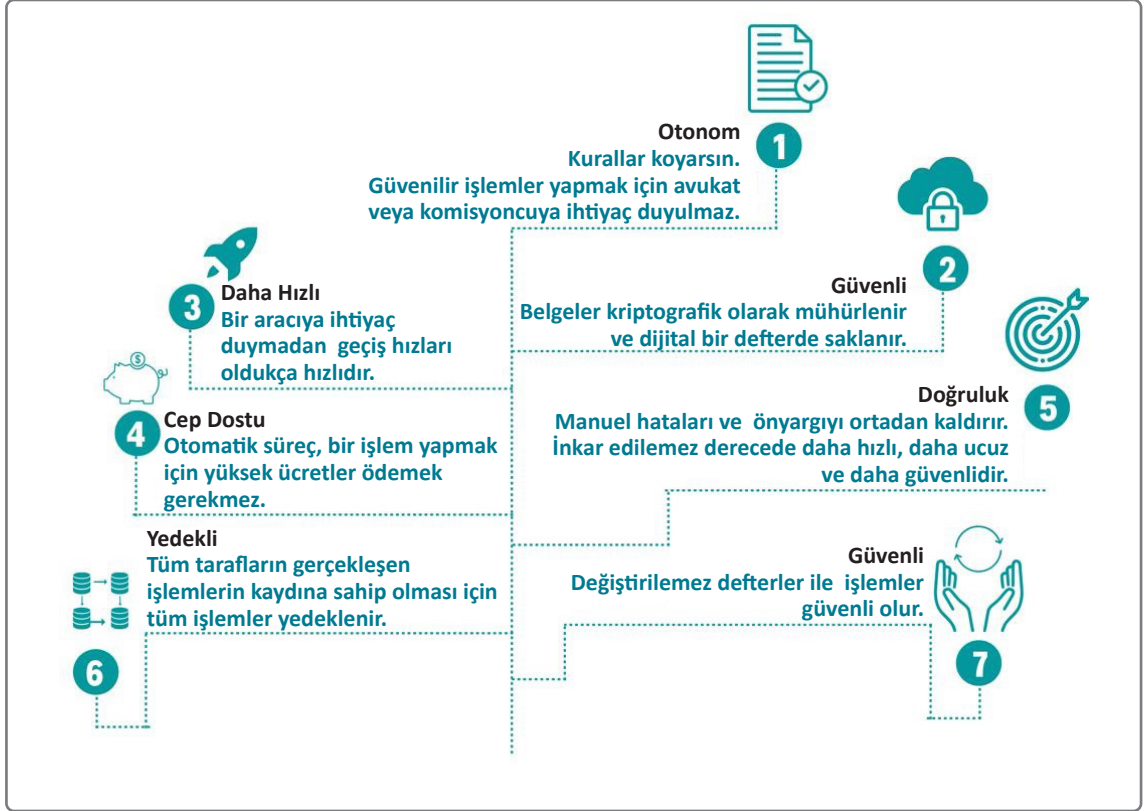 1
Otonom
Kurallar koyarsın.
Güvenilir işlemler yapmak için avukat
veya komisyoncuya ihtiyaç duyulmaz.
2
Güvenli
Belgeler kriptografik olarak mühürlenir
ve dijital bir defterde saklanır.
3
Daha Hızlı
Bir aracıya ihtiyaç
duymadan geçiş hızları
oldukça hızlıdır.
$
4
Cep Dostu
Otomatik süreç, bir işlem yapmak
için yüksek ücretler ödemek
gerekmez.
5
Doğruluk
Manuel hataları ve önyargıyı ortadan kaldırır.
İnkar edilemez derecede daha hızlı, daha ucuz
ve daha güvenlidir.
6
Yedekli
Tüm tarafların gerçekleşen
işlemlerin kaydına sahip olması için
tüm işlemler yedeklenir.
7
Güvenli
Değiştirilemez defterler ile işlemler
güvenli olur.